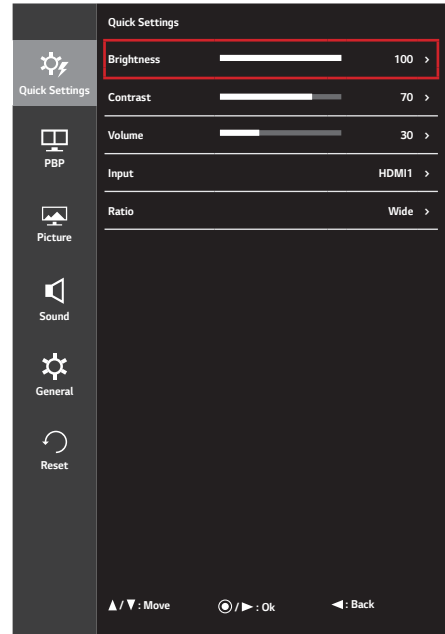 Quick Settings
Brightness 100 >
Contrast 70 >
Volume 30 >
Input HDMI1 >
Ratio Wide >
Quick Settings
PBP
Picture
Sound
General
Reset
▲/▼: Move ◉/►: Ok ◄: Back